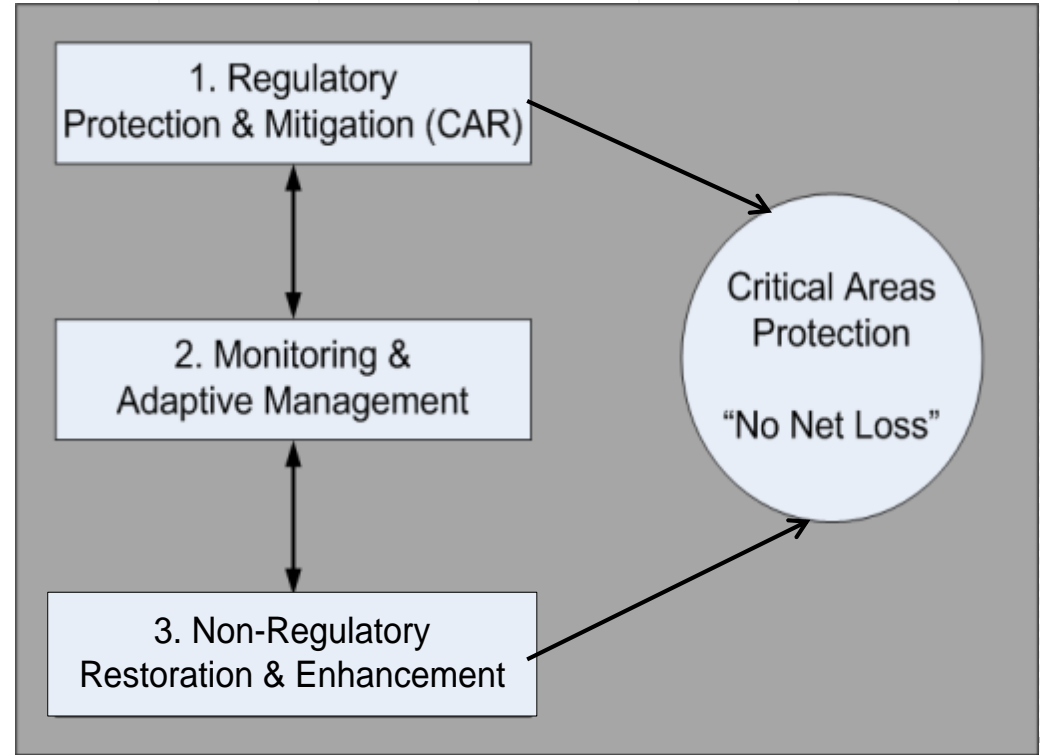 1. Regulatory
Protection & Mitigation (CAR)
2. Monitoring &
Adaptive Management
3. Non-Regulatory
Restoration & Enhancement
Critical Areas
Protection
“No Net Loss”